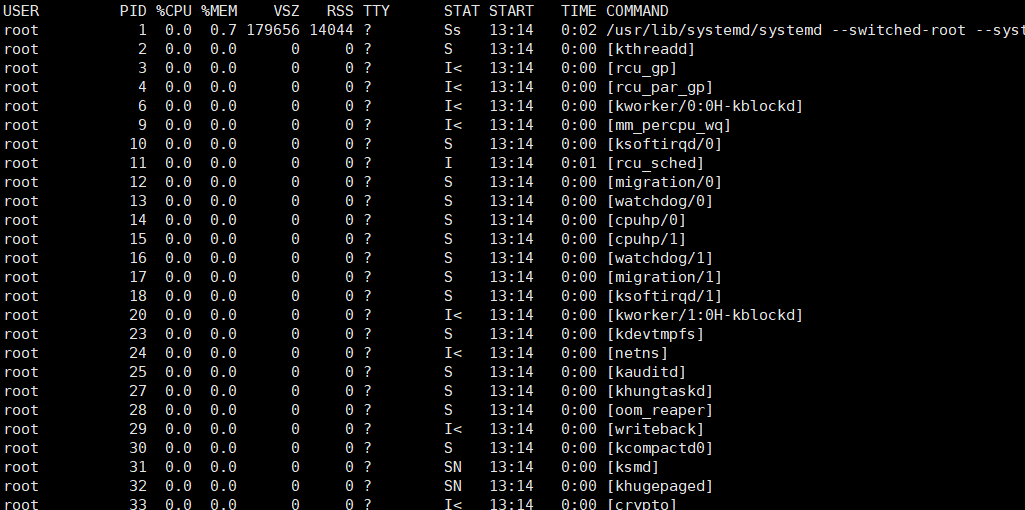 USER         PID %CPU %MEM    VSZ   RSS TTY      STAT START   TIME COMMAND
root           1  0.0  0.7 179656 14044 ?        Ss   13:14   0:02 /usr/lib/systemd/systemd --switched-root --syst
root           2  0.0  0.0      0     0 ?        S    13:14   0:00 [kthreadd]
root           3  0.0  0.0      0     0 ?        I<   13:14   0:00 [rcu_gp]
root           4  0.0  0.0      0     0 ?        I<   13:14   0:00 [rcu_par_gp]
root           6  0.0  0.0      0     0 ?        I<   13:14   0:00 [kworker/0:0H-kblockd]
root           9  0.0  0.0      0     0 ?        I<   13:14   0:00 [mm_percpu_wq]
root          10  0.0  0.0      0     0 ?        S    13:14   0:00 [ksoftirqd/0]
root          11  0.0  0.0      0     0 ?        I    13:14   0:01 [rcu_sched]
root          12  0.0  0.0      0     0 ?        S    13:14   0:00 [migration/0]
root          13  0.0  0.0      0     0 ?        S    13:14   0:00 [watchdog/0]
root          14  0.0  0.0      0     0 ?        S    13:14   0:00 [cpuhp/0]
root          15  0.0  0.0      0     0 ?        S    13:14   0:00 [cpuhp/1]
root          16  0.0  0.0      0     0 ?        S    13:14   0:00 [watchdog/1]
root          17  0.0  0.0      0     0 ?        S    13:14   0:00 [migration/1]
root          18  0.0  0.0      0     0 ?        S    13:14   0:00 [ksoftirqd/1]
root          20  0.0  0.0      0     0 ?        I<   13:14   0:00 [kworker/1:0H-kblockd]
root          23  0.0  0.0      0     0 ?        S    13:14   0:00 [kdevtmpfs]
root          24  0.0  0.0      0     0 ?        I<   13:14   0:00 [netns]
root          25  0.0  0.0      0     0 ?        S    13:14   0:00 [kauditd]
root          27  0.0  0.0      0     0 ?        S    13:14   0:00 [khungtaskd]
root          28  0.0  0.0      0     0 ?        S    13:14   0:00 [oom_reaper]
root          29  0.0  0.0      0     0 ?        I<   13:14   0:00 [writeback]
root          30  0.0  0.0      0     0 ?        S    13:14   0:00 [kcompactd0]
root          31  0.0  0.0      0     0 ?        SN   13:14   0:00 [ksmd]
root          32  0.0  0.0      0     0 ?        SN   13:14   0:00 [khugepaged]
root          33  0.0  0.0      0     0 ?        I<   13:14   0:00 [crypto]